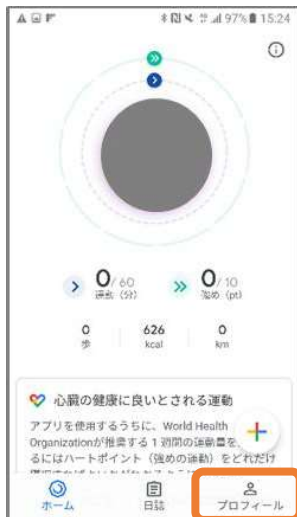 97% 15:24
0/60
運動 (分)
0/10
強め (pt)
0
歩
626
kcal
0
km
心臓の健康に良いとされる運動
アプリを使用するうちに、World Health
Organizationが推奨する1週間の運動量を
るにはハートポイント（強めの運動）をどれだけ
ホーム
日誌
プロフィール